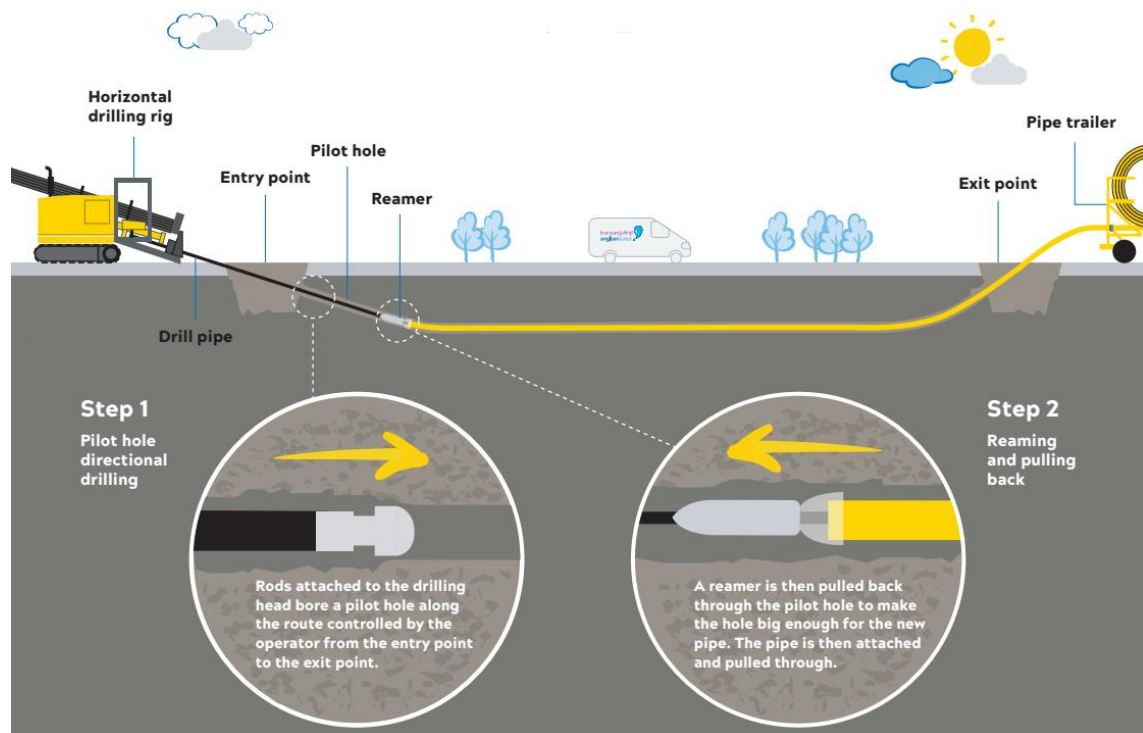 Horizontal
drilling rig
Pilot hole
Entry point
Reamer
Pipe trailer
Exit point
Drill pipe
anglianwater
Step 1
Pilot hole
directional
drilling
Rods attached to the drilling
head bore a pilot hole along
the route controlled by the
operator from the entry point
to the exit point.
Step 2
Reaming
and pulling
back
A reamer is then pulled back
through the pilot hole to make
the hole big enough for the new
pipe. The pipe is then attached
and pulled through.